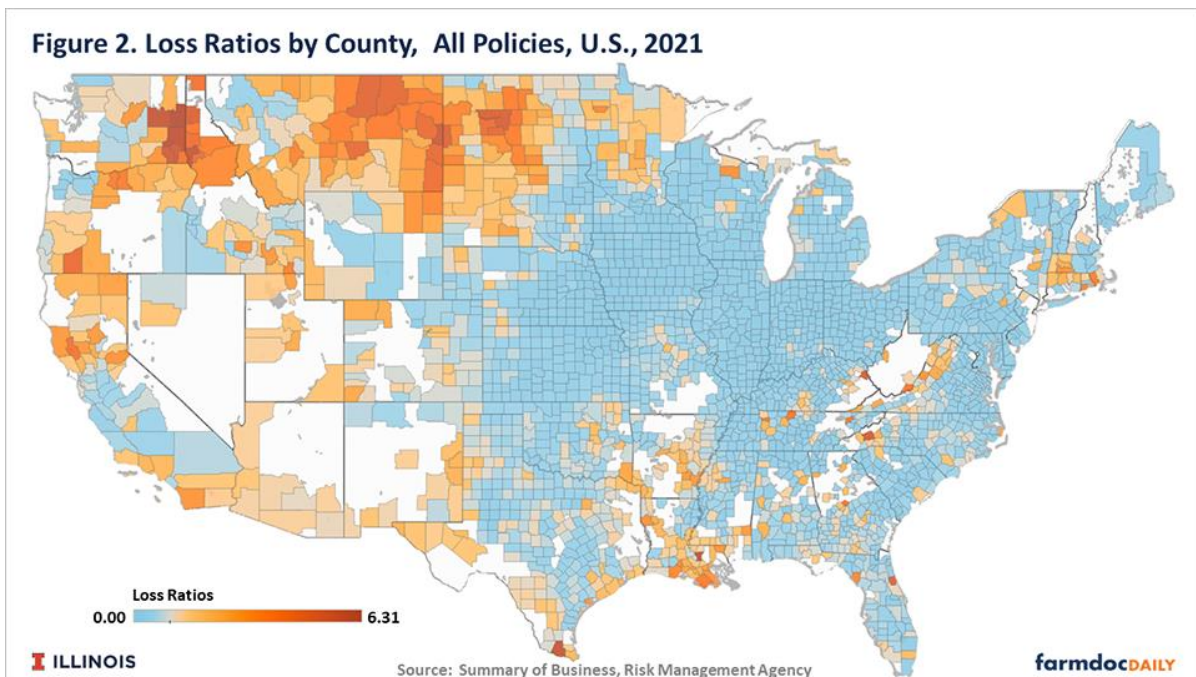 Figure 2. Loss Ratios by County, All Policies, U.S., 2021
Loss Ratios
0.00 6.31
I ILLINOIS
Source: Summary of Business, Risk Management Agency
farmdocDAILY